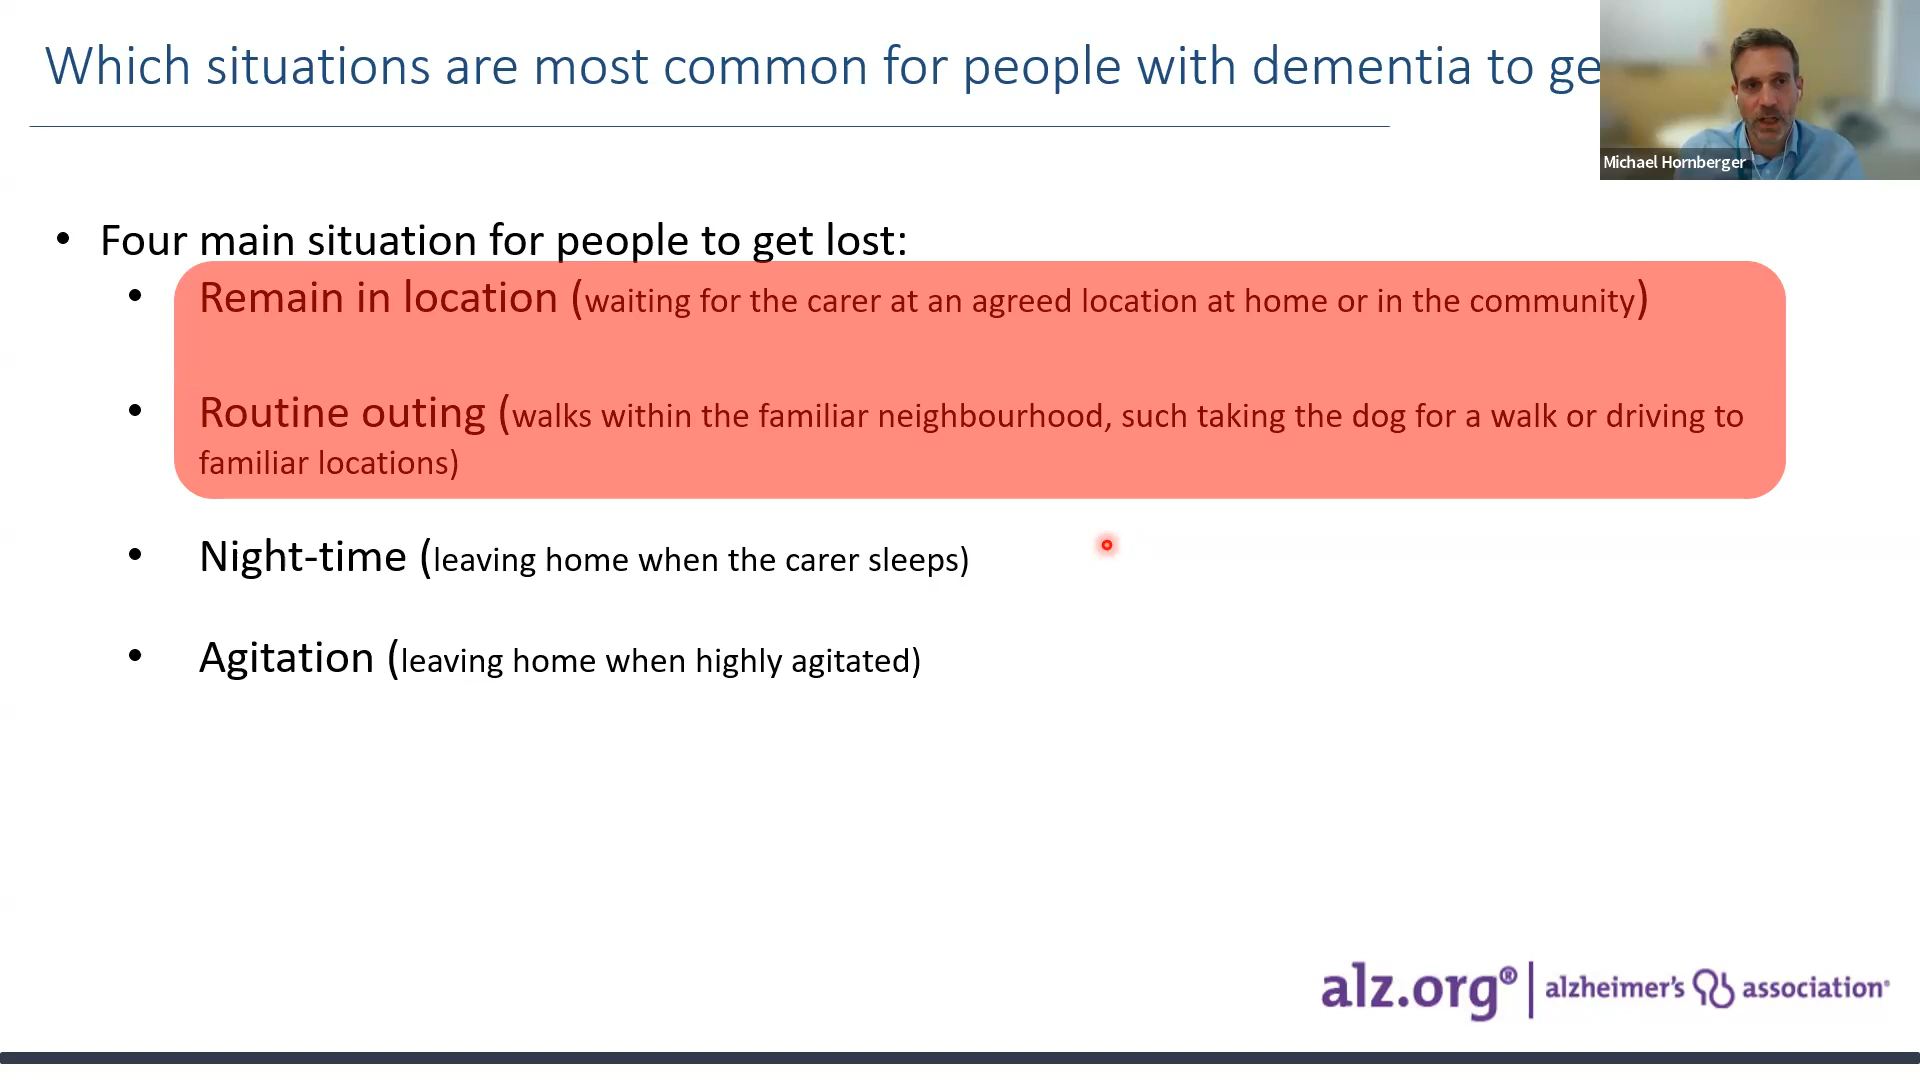 Which situations are most common for people with dementia to ge
Michael Hornberger
• Four main situation for people to get lost:
• Remain in location (waiting for the carer at an agreed location at home or in the community)
• Routine outing (walks within the familiar neighbourhood, such taking the dog for a walk or driving to
familiar locations)
• Night-time (leaving home when the carer sleeps)
• Agitation (leaving home when highly agitated)
alz.org® | alzheimer's association®